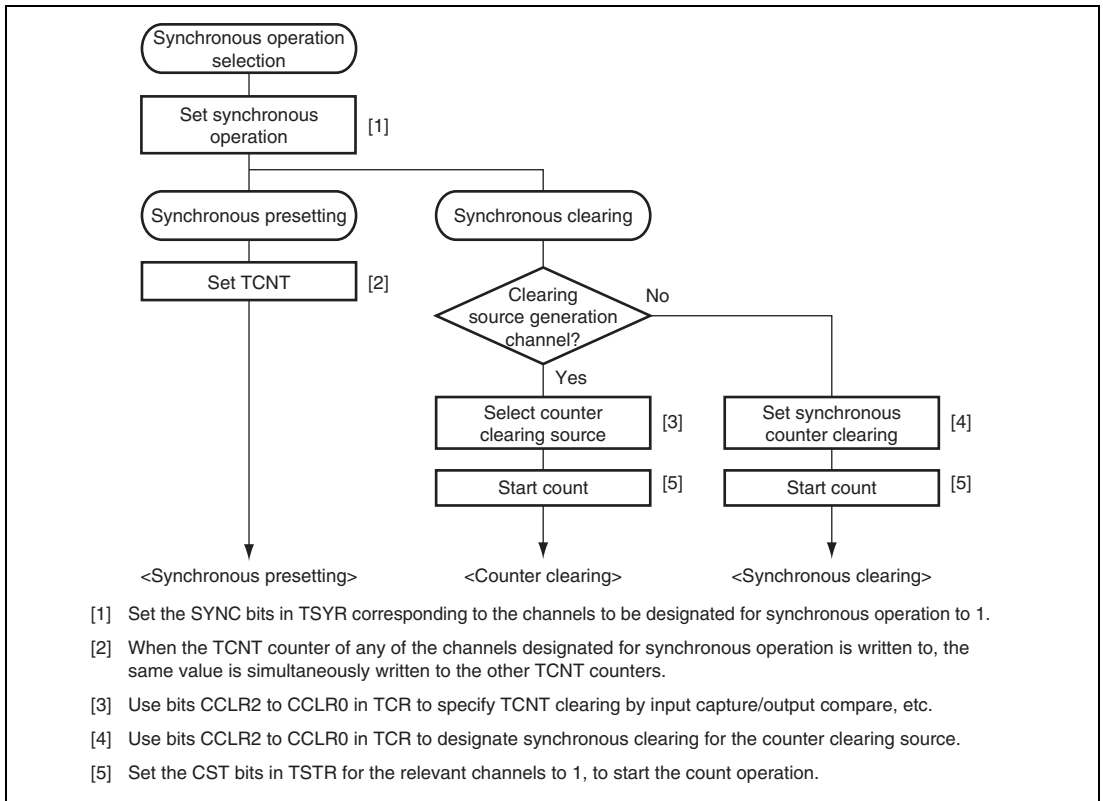 Synchronous operation
selection
Set synchronous
operation
[1]
Synchronous presetting
Synchronous clearing
Set TCNT
[2]
Clearing
source generation
channel?
No
Yes
Select counter
clearing source
[3]
Set synchronous
counter clearing
[4]
Start count
[5]
Start count
[5]
<Synchronous presetting>
<Counter clearing>
<Synchronous clearing>
[1] Set the SYNC bits in TSYR corresponding to the channels to be designated for synchronous operation to 1.
[2] When the TCNT counter of any of the channels designated for synchronous operation is written to, the
same value is simultaneously written to the other TCNT counters.
[3] Use bits CCLR2 to CCLR0 in TCR to specify TCNT clearing by input capture/output compare, etc.
[4] Use bits CCLR2 to CCLR0 in TCR to designate synchronous clearing for the counter clearing source.
[5] Set the CST bits in TSTR for the relevant channels to 1, to start the count operation.